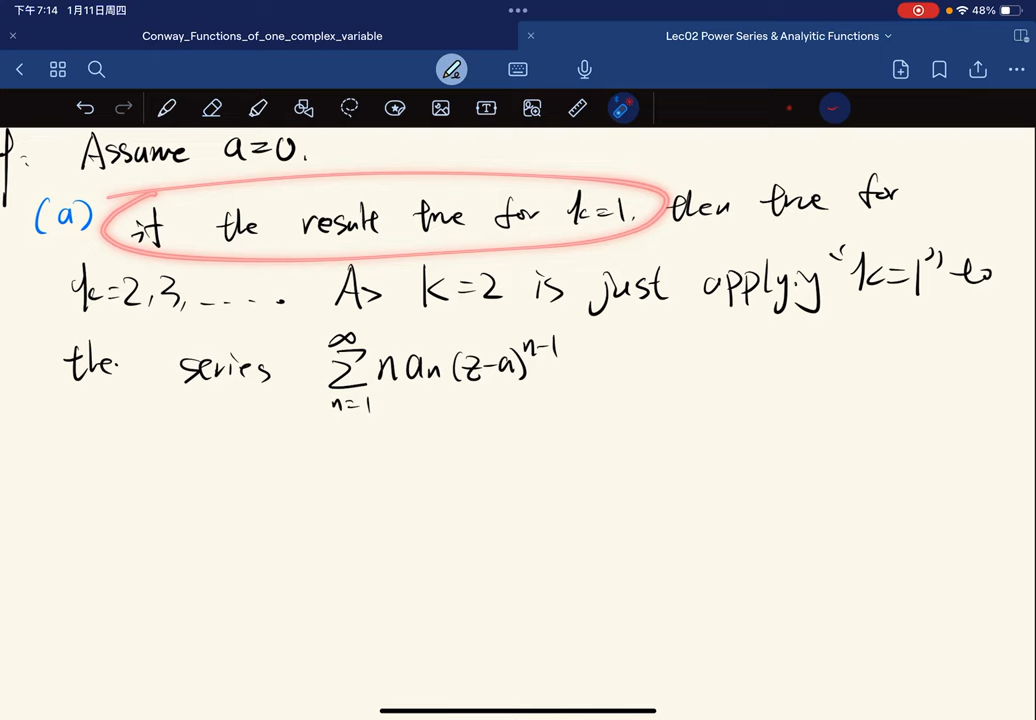 下午7:14 1月11日周四
48%
Conway_Functions_of_one_complex_variable
Lec02 Power Series & Analyitic Functions
pf: Assume a=0.
(a) if the result true for k=1, then true for
k=2,3,..... As k=2 is just applying "k=1" to
the series ∑_{n=1}^{∞} n a_n (z-a)^{n-1}